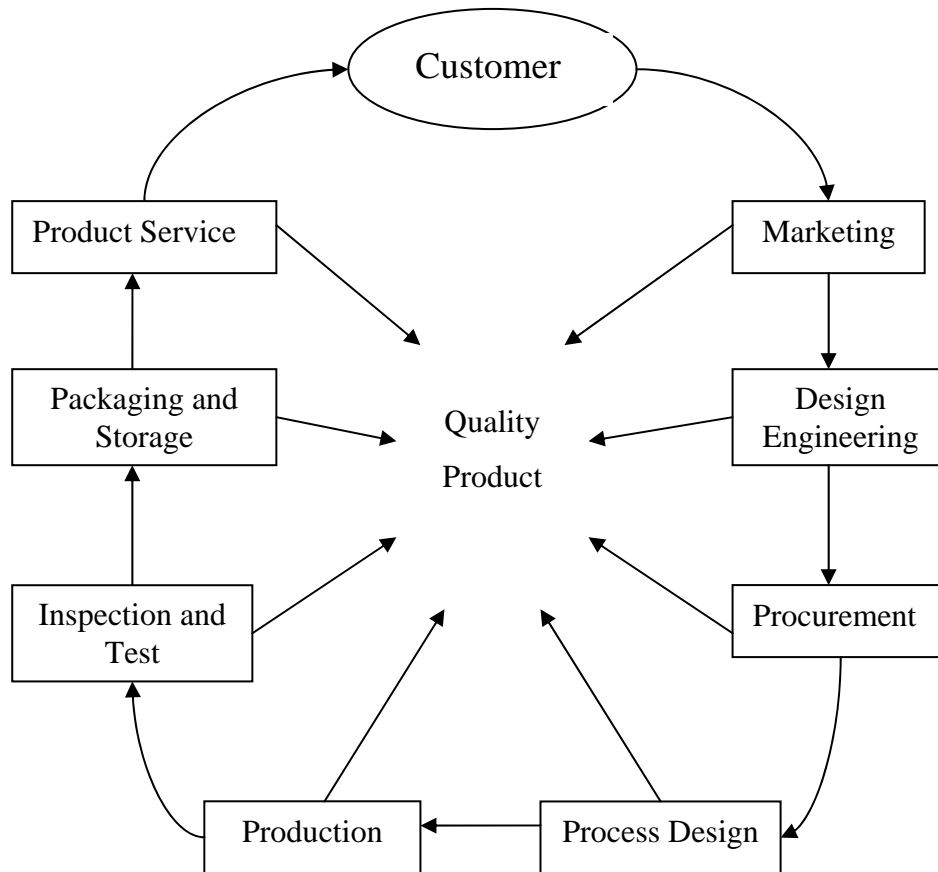 Customer
Product Service
Marketing
Packaging and
Storage
Quality
Product
Design
Engineering
Inspection and
Test
Procurement
Production
Process Design